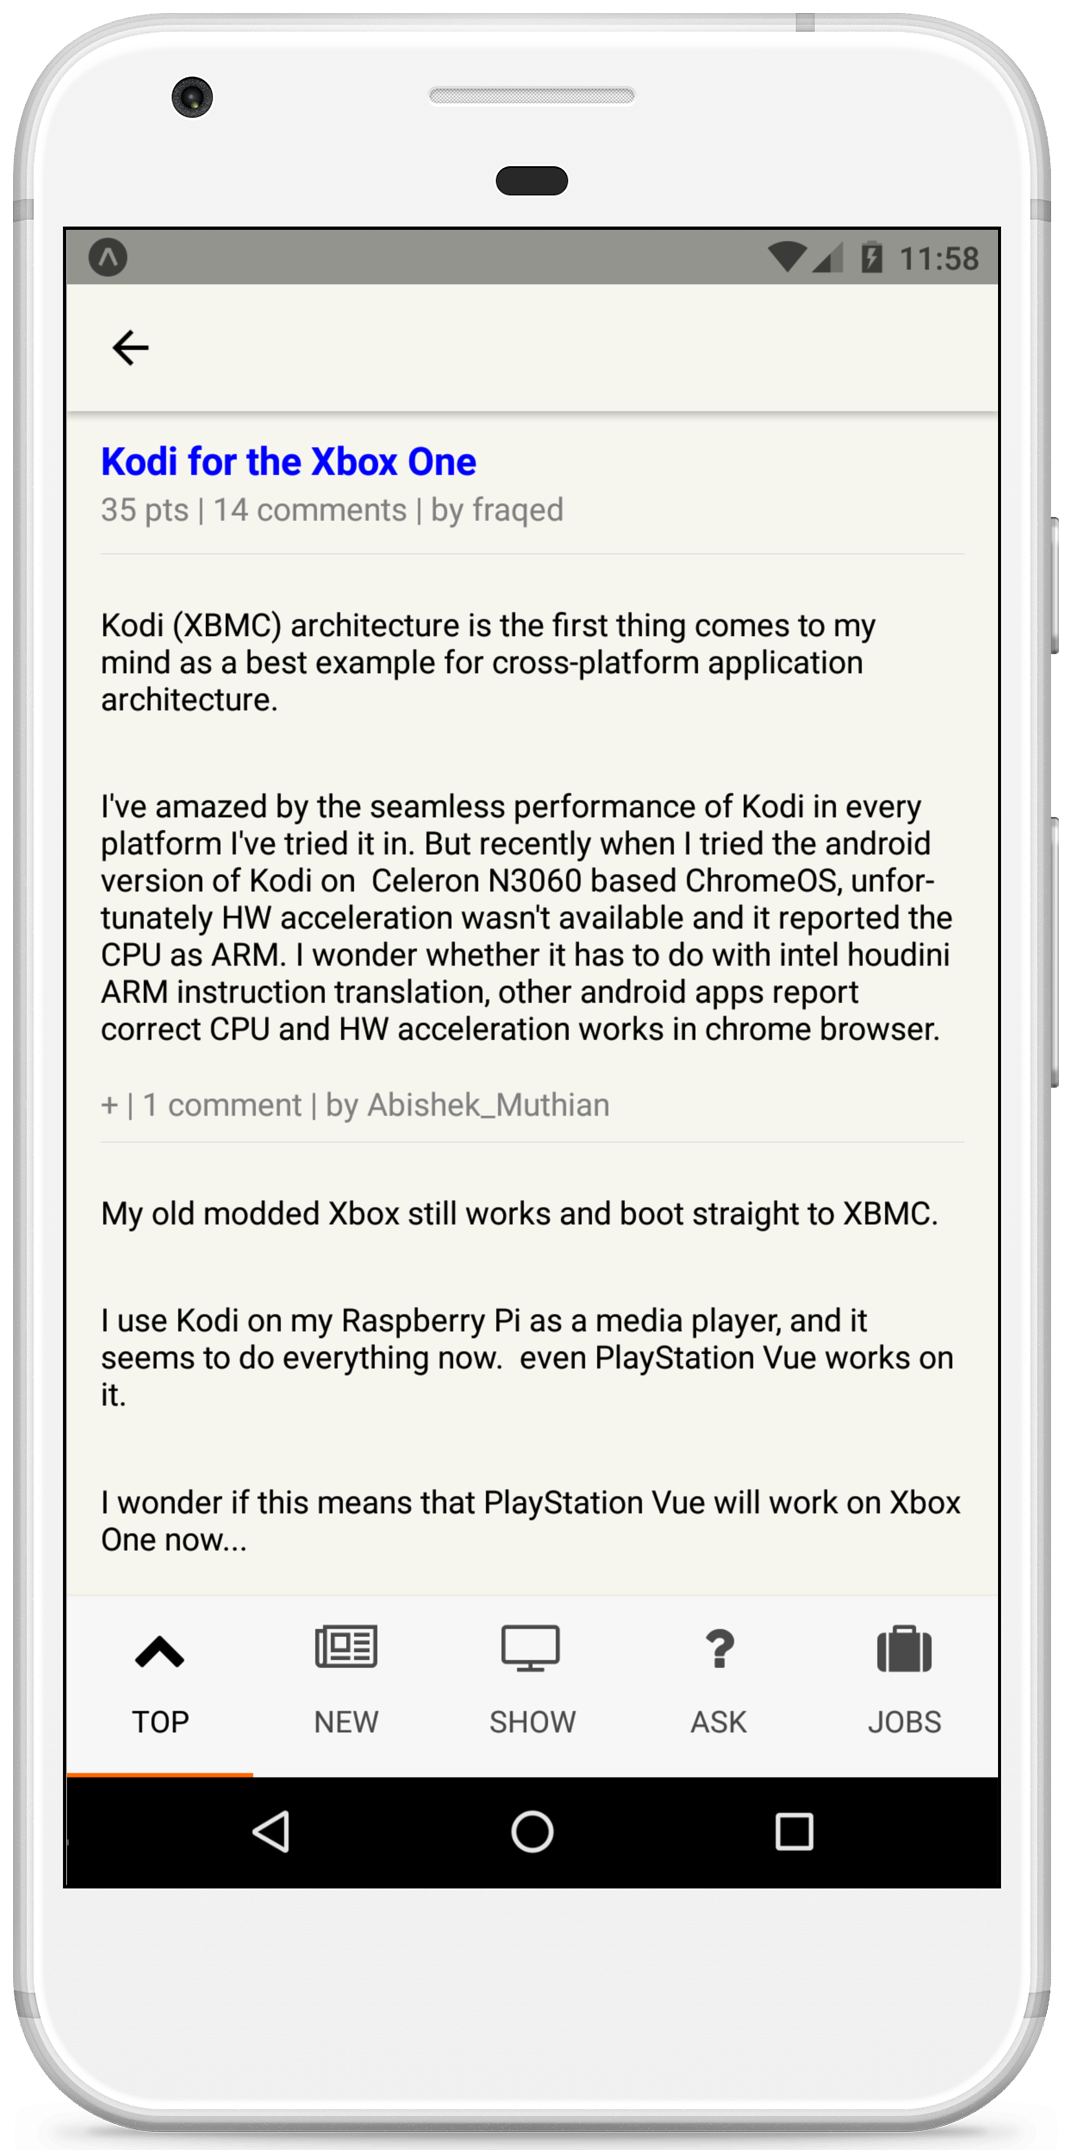 11:58
Kodi for the Xbox One
35 pts | 14 comments | by fraqed
Kodi (XBMC) architecture is the first thing comes to my
mind as a best example for cross-platform application
architecture.
I've amazed by the seamless performance of Kodi in every
platform I've tried it in. But recently when I tried the android
version of Kodi on  Celeron N3060 based ChromeOS, unfor-
tunately HW acceleration wasn't available and it reported the
CPU as ARM. I wonder whether it has to do with intel houdini
ARM instruction translation, other android apps report
correct CPU and HW acceleration works in chrome browser.
+ | 1 comment | by Abishek_Muthian
My old modded Xbox still works and boot straight to XBMC.
I use Kodi on my Raspberry Pi as a media player, and it
seems to do everything now.  even PlayStation Vue works on
it.
I wonder if this means that PlayStation Vue will work on Xbox
One now...
TOP NEW SHOW ASK JOBS